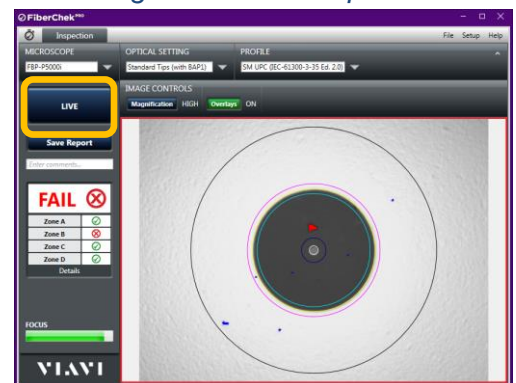 FiberChek PRO
Inspection File Setup Help
MICROSCOPE OPTICAL SETTING PROFILE
FBP-P5000i Standard Tips (with BAP1) SM UPC (IEC-61300-3-35 Ed. 2.0)
IMAGE CONTROLS
Magnification HIGH Overlays ON
LIVE
Save Report
Enter comments...
FAIL
Zone A
Zone B
Zone C
Zone D
Details
FOCUS
VIAVI